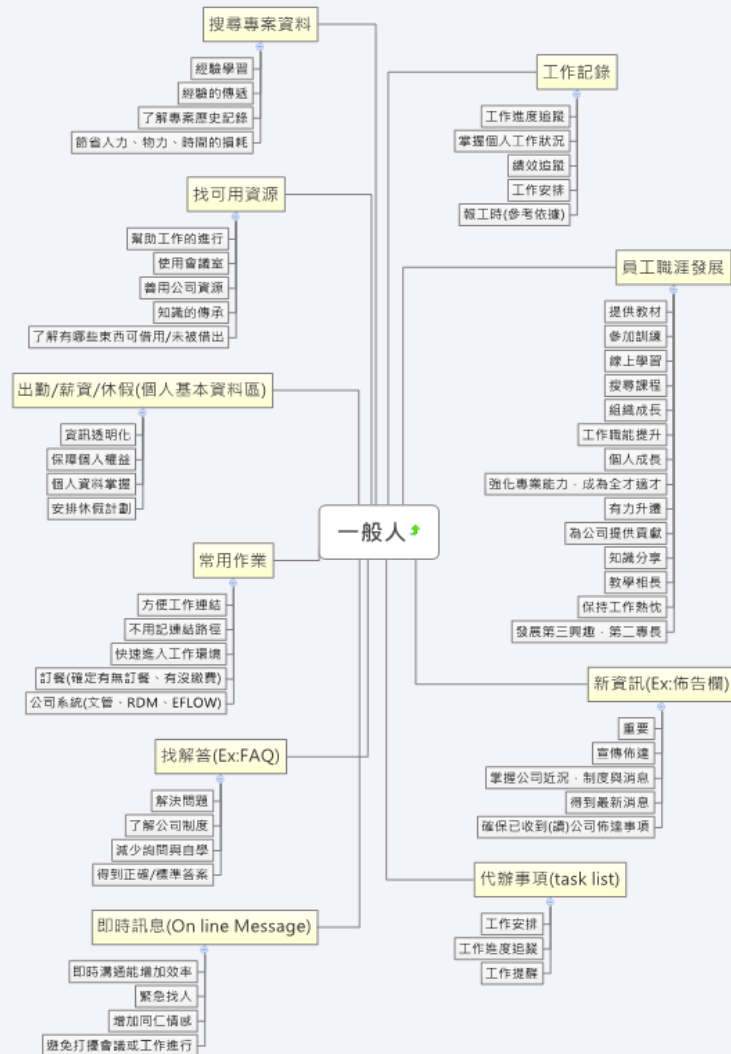 一般人
搜尋專案資料
經驗學習
經驗的傳遞
了解專案歷史記錄
節省人力、物力、時間的損耗
找可用資源
幫助工作的進行
使用會議室
善用公司資源
知識的傳承
了解有哪些東西可借用/未被借出
出勤/薪資/休假(個人基本資料區)
資訊透明化
保障個人權益
個人資料掌握
安排休假計劃
常用作業
方便工作連結
不用記連結路徑
快速進入工作環境
訂餐(確定有無訂餐、有沒繳費)
公司系統(文管、RDM、EFLOW)
找解答(Ex:FAQ)
解決問題
了解公司制度
減少詢問與自學
得到正確/標準答案
即時訊息(On line Message)
即時溝通能增加效率
緊急找人
增加同仁情感
避免打擾會議或工作進行
工作記錄
工作進度追蹤
掌握個人工作狀況
績效追蹤
工作安排
報工時(參考依據)
員工職涯發展
提供教材
參加訓練
線上學習
搜尋課程
組織成長
工作職能提升
個人成長
強化專業能力，成為全才適才
有力升遷
為公司提供貢獻
知識分享
教學相長
保持工作熱忱
發展第三興趣，第二專長
新資訊(Ex:佈告欄)
重要
宣傳佈達
掌握公司近況，制度與消息
得到最新消息
確保已收到(讀)公司佈達事項
代辦事項(task list)
工作安排
工作進度追蹤
工作提醒